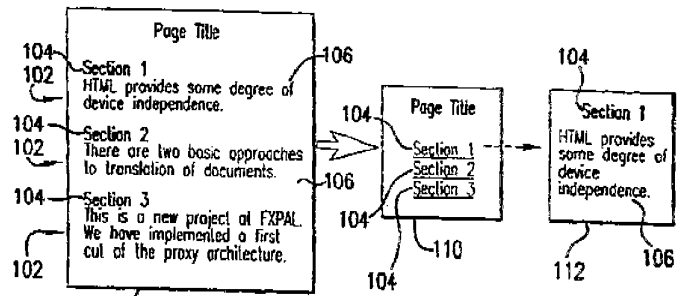 Page Title
104
Section 1
106
102
HTML provides some degree of
device independence.
104
Section 2
102
There are two basic approaches
to translation of documents.
106
104
Section 3
This is a new project at FXPAL.
We have implemented a first
cut of the proxy architecture.
102
Page Title
104
Section 1
Section 2
104
Section 3
104
110
104
Section 1
HTML provides
some degree of
device
independence.
106
112